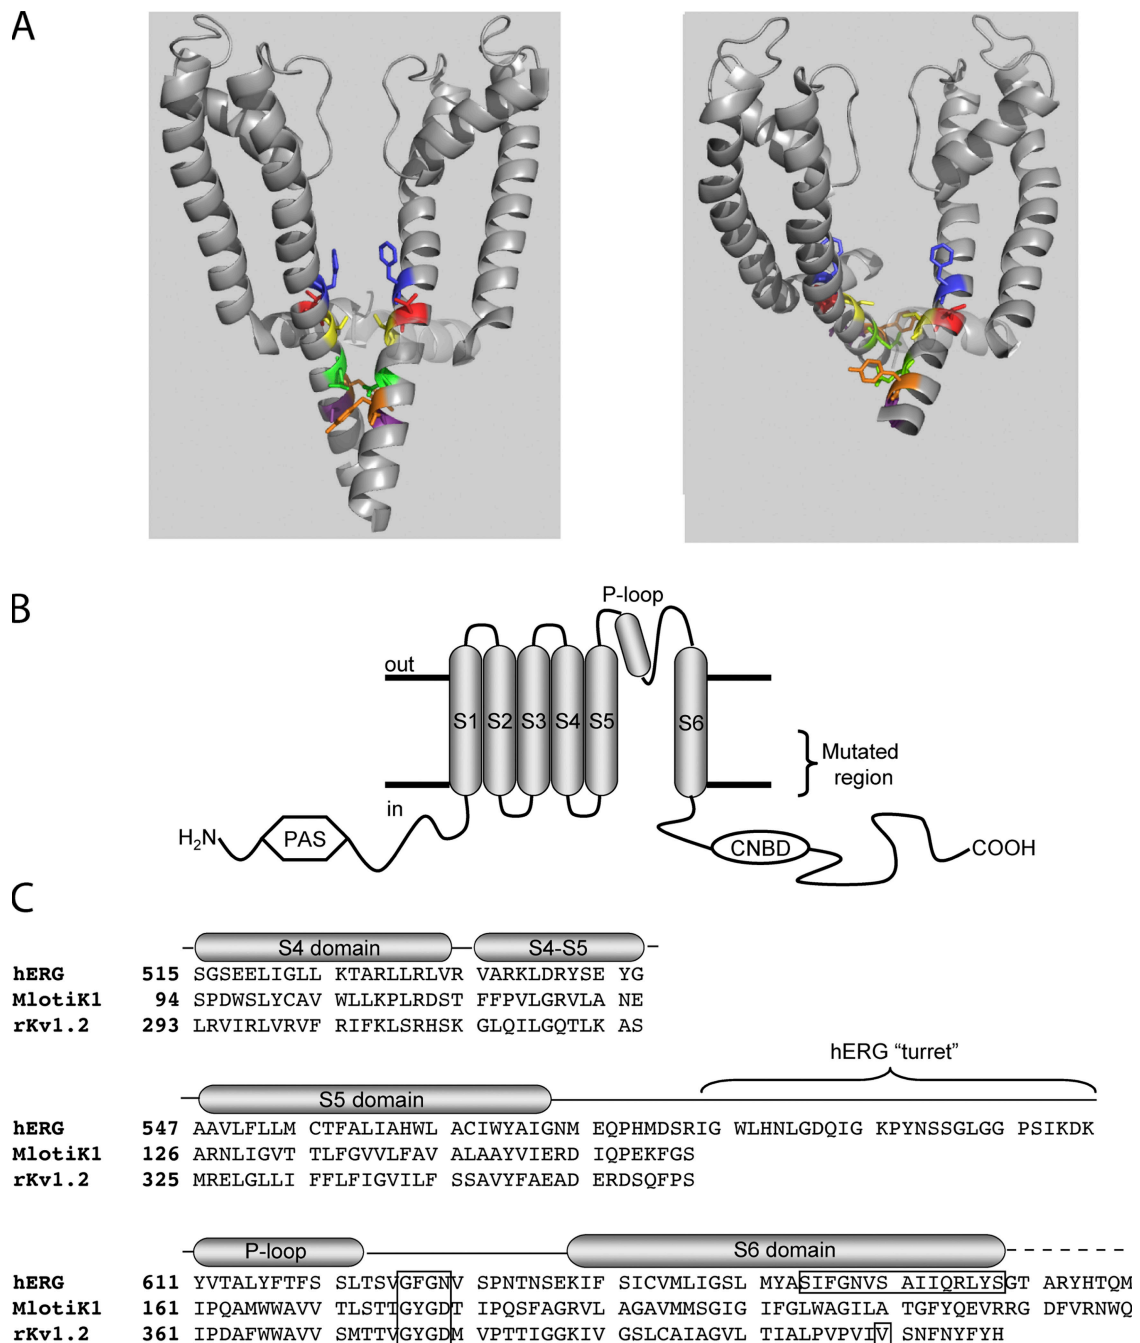 A
B
P-loop
out
S1 S2 S3 S4 S5 S6
Mutated region
in
H2N PAS CNBD COOH
C
S4 domain S4-S5
hERG 515 SGSEELIGLL KTARLLRLVR VARKLDRYSE YG
MlotiK1 94 SPDWSLYCAV WLLKPLRDST FFPVLGRVLA NE
rKv1.2 293 LRVIRLVRVF RIFKLSRHSK GLQILGQTLK AS
hERG “turret”
S5 domain
hERG 547 AAVLFLLM CTFALIAHWL ACIWYAIGNM EQPHMDSRIG WLHNLGDQIG KPYNSSGLGG PSIKDK
MlotiK1 126 ARNLIGVT TLFGVVLFAV ALAAYVIERD IQPEKFGS
rKv1.2 325 MRELGLLI FFLFIGVILF SSAVYFAEAD ERDSQFPS
P-loop S6 domain
hERG 611 YVTALYFTFSS SLTSVGFGNV SPNTNSEKIF SICVMLIGSL MYASIFGNVS AIIQRLYSGT ARYHTQM
MlotiK1 161 IPQAMWWAVV TLSTTGYGDT IPQSFAGRVL AGAVMMSGIG IFGLWAGILA TGFYQEVRRG DFVRNWQ
rKv1.2 361 IPDAFWWAVV SMTTVGYGDM VPTTIGGKIV GSLCAIAGVL TIALPVPVIV SNFNYFYH